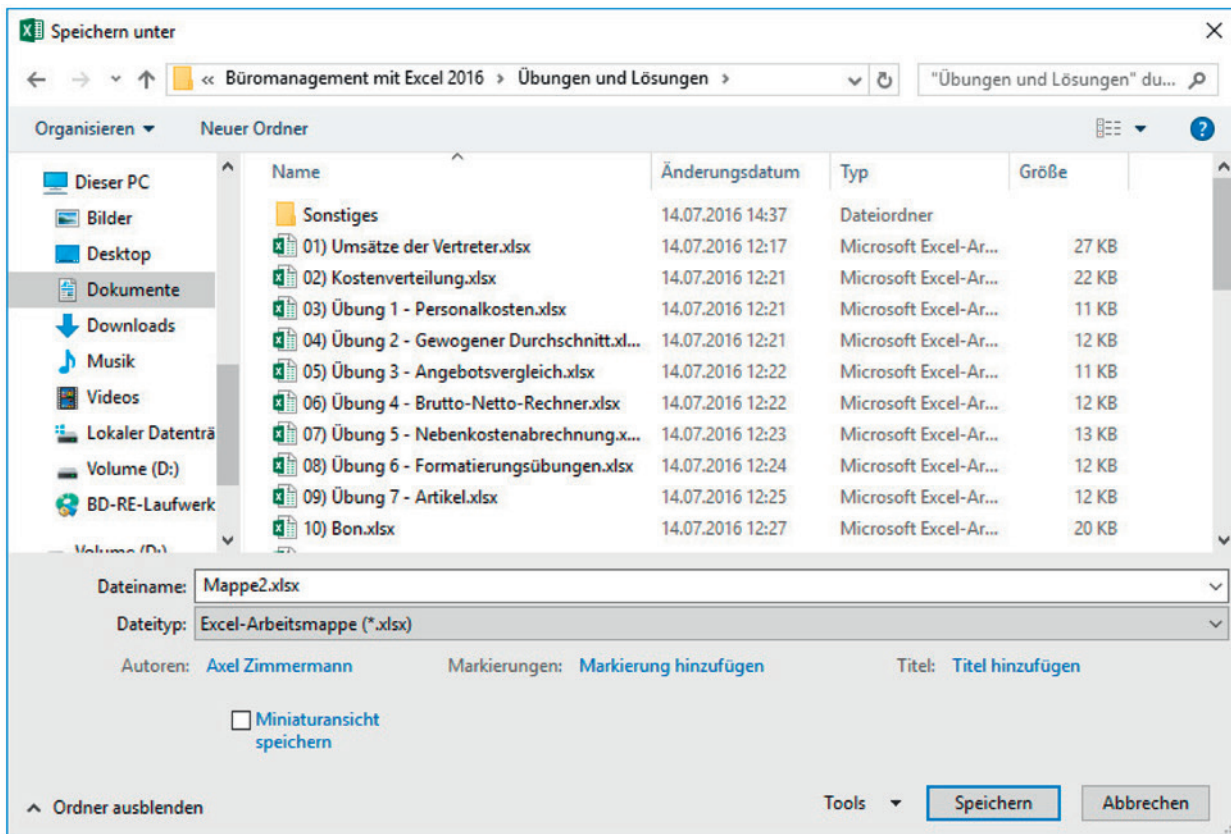 Speichern unter
« Büromanagement mit Excel 2016 › Übungen und Lösungen ›
"Übungen und Lösungen" du...
Organisieren
Neuer Ordner
Name Änderungsdatum Typ Größe
Dieser PC
Bilder
Desktop
Dokumente
Downloads
Musik
Videos
Lokaler Datenträ
Volume (D:)
BD-RE-Laufwerk
Volume (D:)
Sonstiges 14.07.2016 14:37 Dateiordner
01) Umsätze der Vertreter.xlsx 14.07.2016 12:17 Microsoft Excel-Ar... 27 KB
02) Kostenverteilung.xlsx 14.07.2016 12:21 Microsoft Excel-Ar... 22 KB
03) Übung 1 - Personalkosten.xlsx 14.07.2016 12:21 Microsoft Excel-Ar... 11 KB
04) Übung 2 - Gewogener Durchschnitt.xl... 14.07.2016 12:21 Microsoft Excel-Ar... 12 KB
05) Übung 3 - Angebotsvergleich.xlsx 14.07.2016 12:22 Microsoft Excel-Ar... 11 KB
06) Übung 4 - Brutto-Netto-Rechner.xlsx 14.07.2016 12:22 Microsoft Excel-Ar... 12 KB
07) Übung 5 - Nebenkostenabrechnung.x... 14.07.2016 12:23 Microsoft Excel-Ar... 13 KB
08) Übung 6 - Formatierungsübungen.xlsx 14.07.2016 12:24 Microsoft Excel-Ar... 12 KB
09) Übung 7 - Artikel.xlsx 14.07.2016 12:25 Microsoft Excel-Ar... 12 KB
10) Bon.xlsx 14.07.2016 12:27 Microsoft Excel-Ar... 20 KB
Dateiname: Mappe2.xlsx
Dateityp: Excel-Arbeitsmappe (*.xlsx)
Autoren: Axel Zimmermann Markierungen: Markierung hinzufügen Titel: Titel hinzufügen
Miniaturansicht
speichern
Ordner ausblenden
Tools
Speichern
Abbrechen